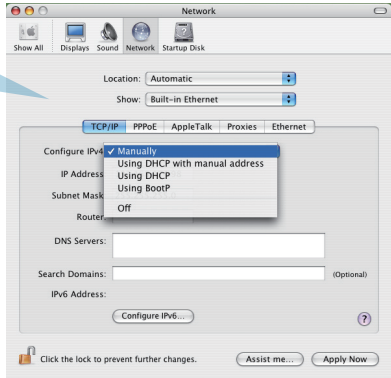 Network
Show All Displays Sound Network Startup Disk
Location: Automatic
Show: Built-in Ethernet
TCP/IP PPPoE AppleTalk Proxies Ethernet
Configure IPv4 ✓ Manually
Using DHCP with manual address
IP Address
Using DHCP
Using BootP
Subnet Mask
Off
Router
DNS Servers:
Search Domains: (Optional)
IPv6 Address:
Configure IPv6... ?
Click the lock to prevent further changes. Assist me... Apply Now